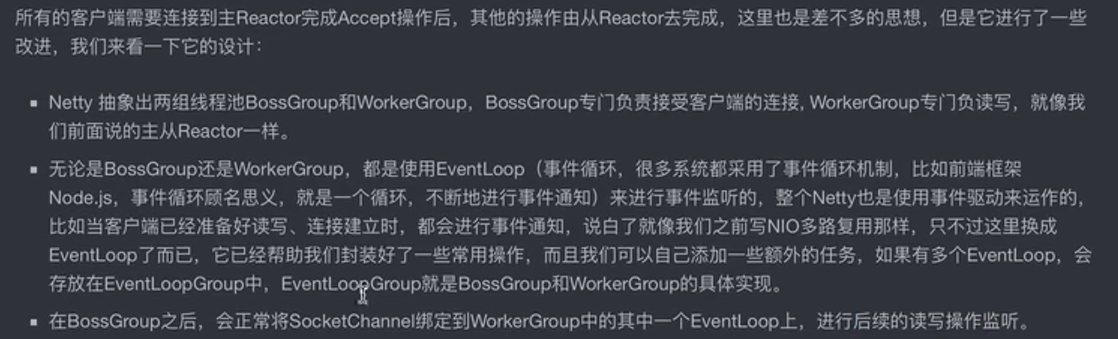 所有的客户端需要连接到主Reactor完成Accept操作后，其他的操作由从Reactor去完成，这里也是差不多的思想，但是它进行了一些
改进，我们来看一下它的设计：
Netty 抽象出两组线程池BossGroup和WorkerGroup，BossGroup专门负责接受客户端的连接, WorkerGroup专门负读写，就像我
们前面说的主从Reactor一样。
无论是BossGroup还是WorkerGroup，都是使用EventLoop（事件循环，很多系统都采用了事件循环机制，比如前端框架
Node.js，事件循环顾名思义，就是一个循环，不断地进行事件通知）来进行事件监听的，整个Netty也是使用事件驱动来运作的，
比如当客户端已经准备好读写、连接建立时，都会进行事件通知，说白了就像我们之前写NIO多路复用那样，只不过这里换成
EventLoop了而已，它已经帮助我们封装好了一些常用操作，而且我们可以自己添加一些额外的任务，如果有多个EventLoop，会
存放在EventLoopGroup中，EventLoopGroup就是BossGroup和WorkerGroup的具体实现。
在BossGroup之后，会正常将SocketChannel绑定到WorkerGroup中的其中一个EventLoop上，进行后续的读写操作监听。